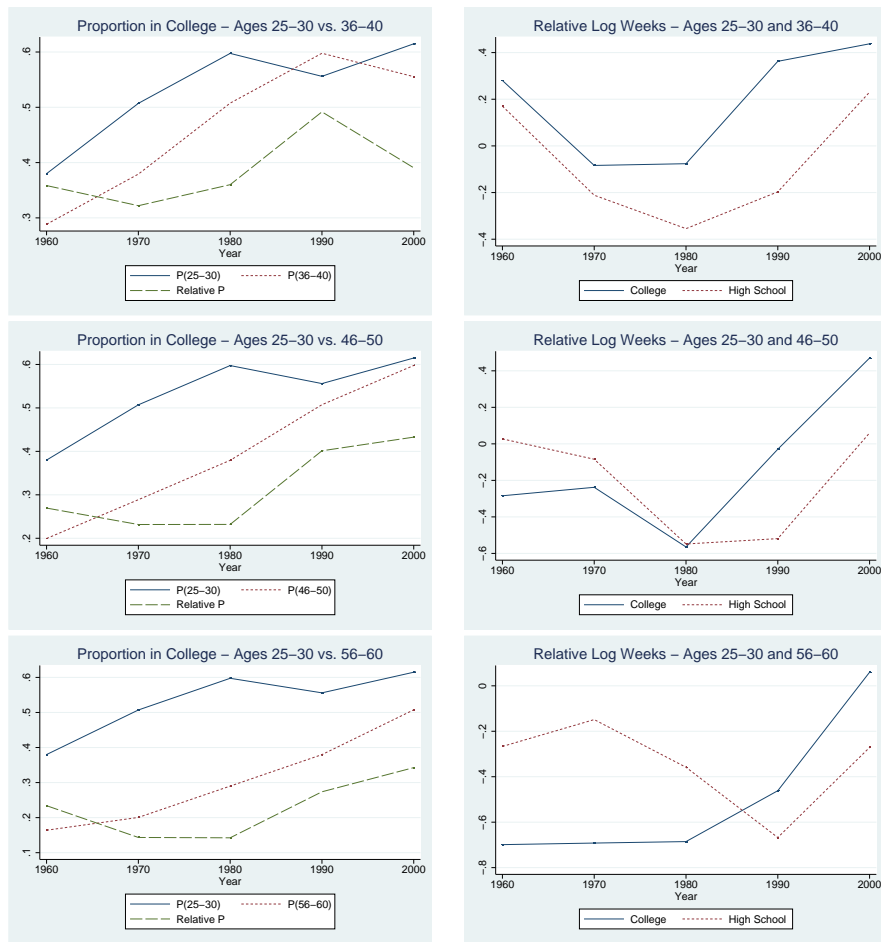 Proportion in College – Ages 25–30 vs. 36–40
.6
.5
.4
.3
1960 1970 1980 1990 2000
Year
P(25–30) P(36–40)
Relative P
Relative Log Weeks – Ages 25–30 and 36–40
.4
.2
0
–.2
–.4
1960 1970 1980 1990 2000
Year
College High School
Proportion in College – Ages 25–30 vs. 46–50
.6
.5
.4
.3
.2
1960 1970 1980 1990 2000
Year
P(25–30) P(46–50)
Relative P
Relative Log Weeks – Ages 25–30 and 46–50
.4
.2
0
–.2
–.4
–.6
1960 1970 1980 1990 2000
Year
College High School
Proportion in College – Ages 25–30 vs. 56–60
.6
.5
.4
.3
.2
.1
1960 1970 1980 1990 2000
Year
P(25–30) P(56–60)
Relative P
Relative Log Weeks – Ages 25–30 and 56–60
0
–.2
–.4
–.6
–.8
1960 1970 1980 1990 2000
Year
College High School